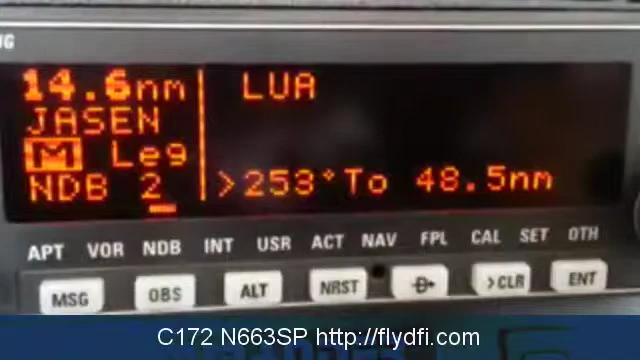 14.6nm
JASEN
M Leg
NDB 2
LUA
>253°To 48.5nm
APT VOR NDB INT USR ACT NAV FPL CAL SET OTH
MSG OBS ALT NRST D >CLR ENT
C172 N663SP http://flydfi.com